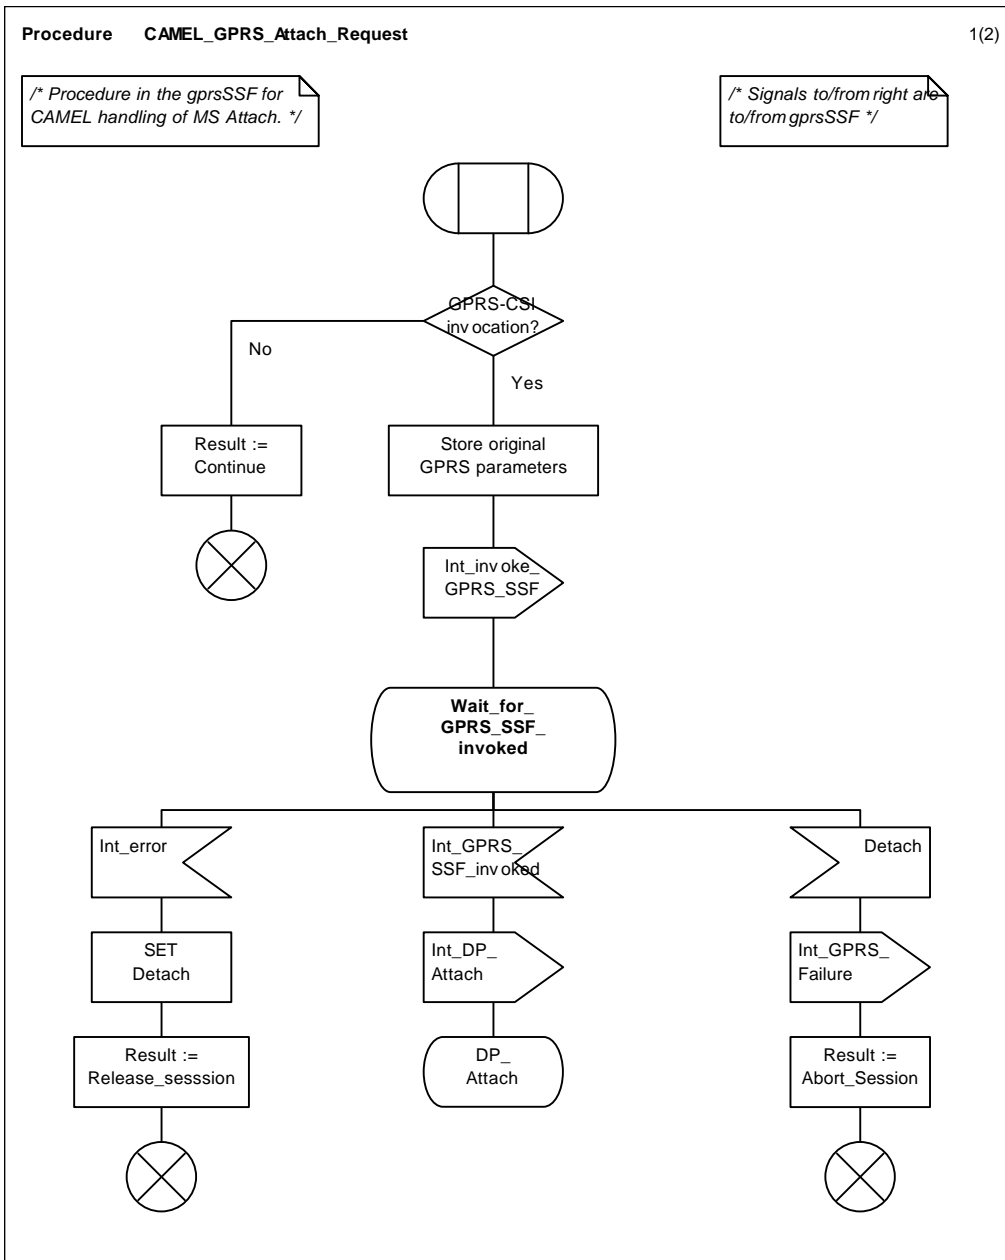 Procedure CAMEL_GPRS_Attach_Request
1(2)
/* Procedure in the gprsSSF for
CAMEL handling of MS Attach. */
/* Signals to/from right are
to/from gprsSSF */
GPRS-CSI
invocation?
No
Yes
Result :=
Continue
Store original
GPRS parameters
Int_invoke_
GPRS_SSF
Wait_for_
GPRS_SSF_
invoked
Int_error
Int_GPRS_
SSF_invoked
Detach
SET
Detach
Int_DP_
Attach
Int_GPRS_
Failure
Result :=
Release_sesssion
DP_
Attach
Result :=
Abort_Session